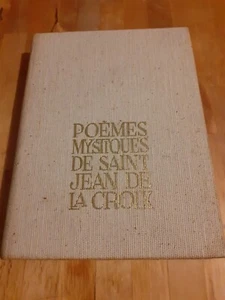 POÈMES
MYSTIQUES
DE SAINT
JEAN DE
LA CROIX